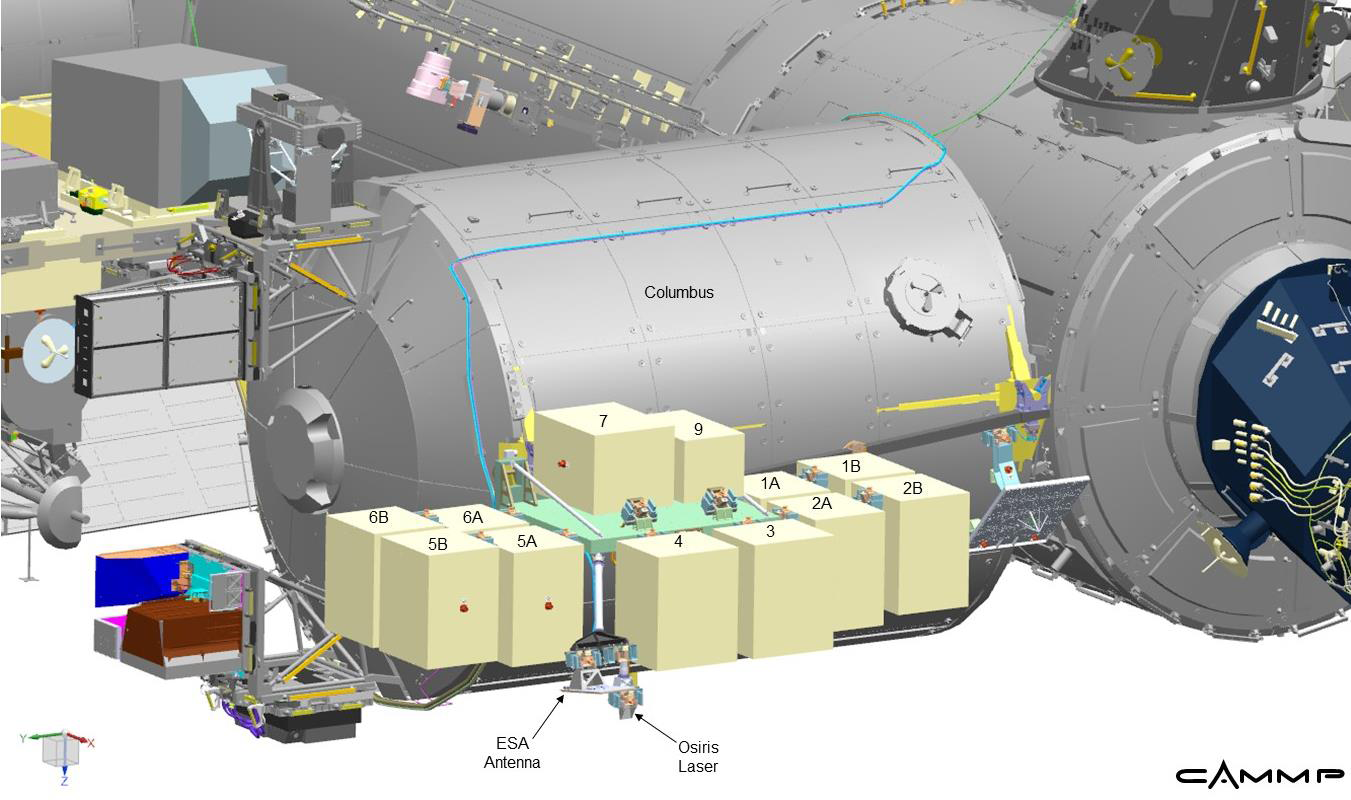 Columbus
7
9
1A
1B
2A
2B
3
4
5A
5B
6A
6B
ESA
Antenna
Osiris
Laser
Y
X
Z
CAMMP